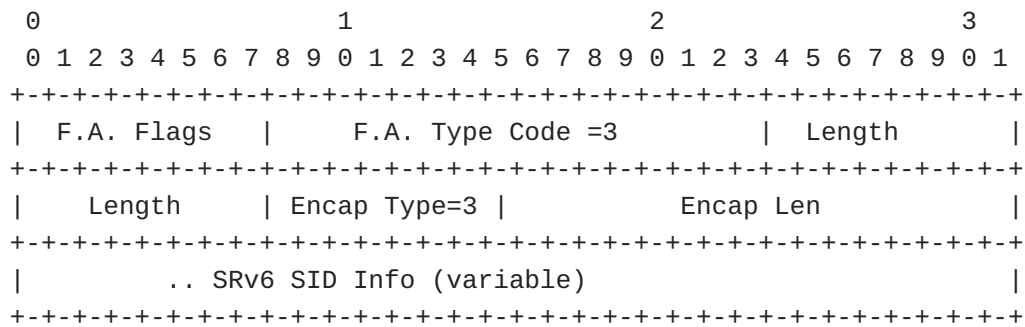 0                   1                   2                   3
 0 1 2 3 4 5 6 7 8 9 0 1 2 3 4 5 6 7 8 9 0 1 2 3 4 5 6 7 8 9 0 1
+-+-+-+-+-+-+-+-+-+-+-+-+-+-+-+-+-+-+-+-+-+-+-+-+-+-+-+-+-+-+-+-+
|  F.A. Flags   |     F.A. Type Code =3         |  Length       |
+-+-+-+-+-+-+-+-+-+-+-+-+-+-+-+-+-+-+-+-+-+-+-+-+-+-+-+-+-+-+-+-+
|    Length     | Encap Type=3 |           Encap Len            |
+-+-+-+-+-+-+-+-+-+-+-+-+-+-+-+-+-+-+-+-+-+-+-+-+-+-+-+-+-+-+-+-+
|         .. SRv6 SID Info (variable)                           |
+-+-+-+-+-+-+-+-+-+-+-+-+-+-+-+-+-+-+-+-+-+-+-+-+-+-+-+-+-+-+-+-+